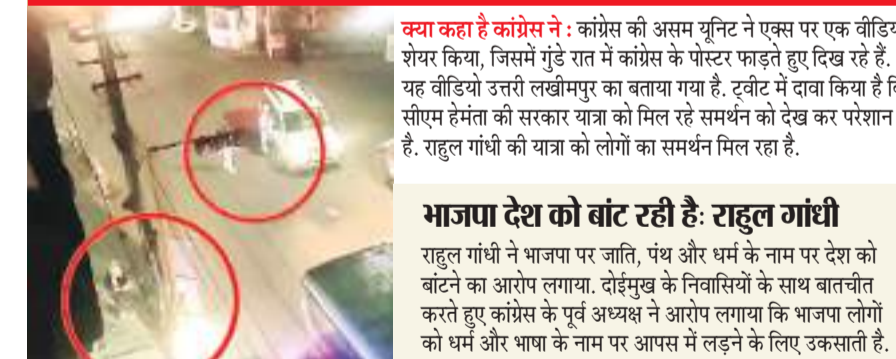 क्या कहा है कांग्रेस ने : कांग्रेस की असम यूनिट ने एक्स पर एक
शेयर किया, जिसमें गुंडे रात में कांग्रेस के पोस्टर फाड़ते हुए दिख रहे हैं.
यह वीडियो उत्तरी लखीमपुर का बताया गया है. ट्वीट में दावा किया है
सीएम हेमंता की सरकार यात्रा को मिल रहे समर्थन को देख कर परेशान
है. राहुल गांधी की यात्रा को लोगों का समर्थन मिल रहा है.
भाजपा देश को बांट रही है: राहुल गांधी
राहुल गांधी ने भाजपा पर जाति, पंथ और धर्म के नाम पर देश को
बांटने का आरोप लगाया. दोईमुख के निवासियों के साथ बातचीत
करते हुए कांग्रेस के पूर्व अध्यक्ष ने आरोप लगाया कि भाजपा लोगों
को धर्म और भाषा के नाम पर आपस में लड़ने के लिए उकसाती है.